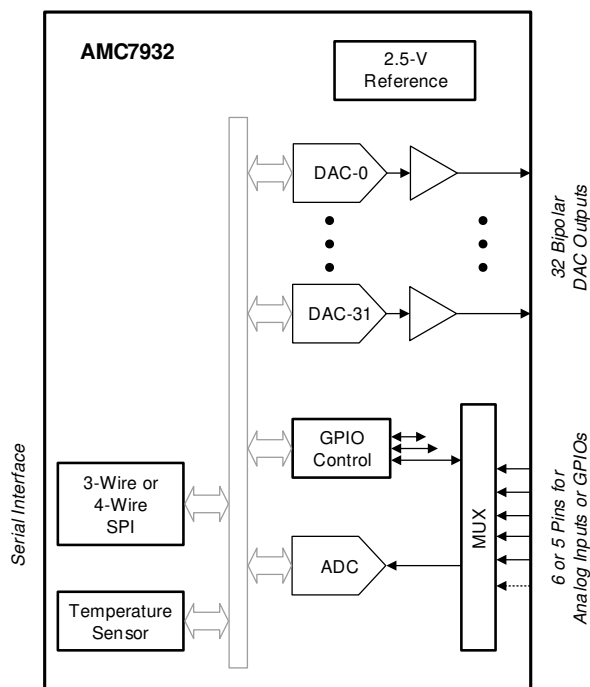 AMC7932
2.5-V
Reference
DAC-0
32 Bipolar
DAC Outputs
DAC-31
GPIO
Control
Serial Interface
3-Wire or
4-Wire
SPI
MUX
6 or 5 Pins for
Analog Inputs or GPIOs
ADC
Temperature
Sensor